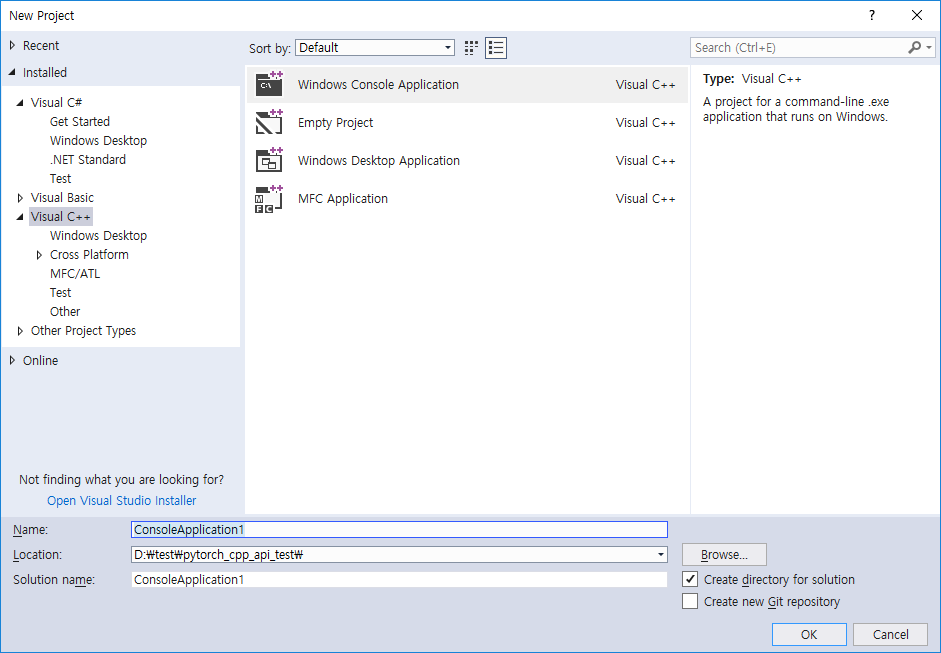 New Project
?
Recent
Installed
Visual C#
Get Started
Windows Desktop
.NET Standard
Test
Visual Basic
Visual C++
Windows Desktop
Cross Platform
MFC/ATL
Test
Other
Other Project Types
Online
Not finding what you are looking for?
Open Visual Studio Installer
Sort by: Default
Windows Console Application Visual C++
Empty Project Visual C++
Windows Desktop Application Visual C++
MFC Application Visual C++
Search (Ctrl+E)
Type: Visual C++
A project for a command-line .exe
application that runs on Windows.
Name: ConsoleApplication1
Location: D:₩test₩pytorch_cpp_api_test₩
Browse...
Solution name: ConsoleApplication1
Create directory for solution
Create new Git repository
OK Cancel